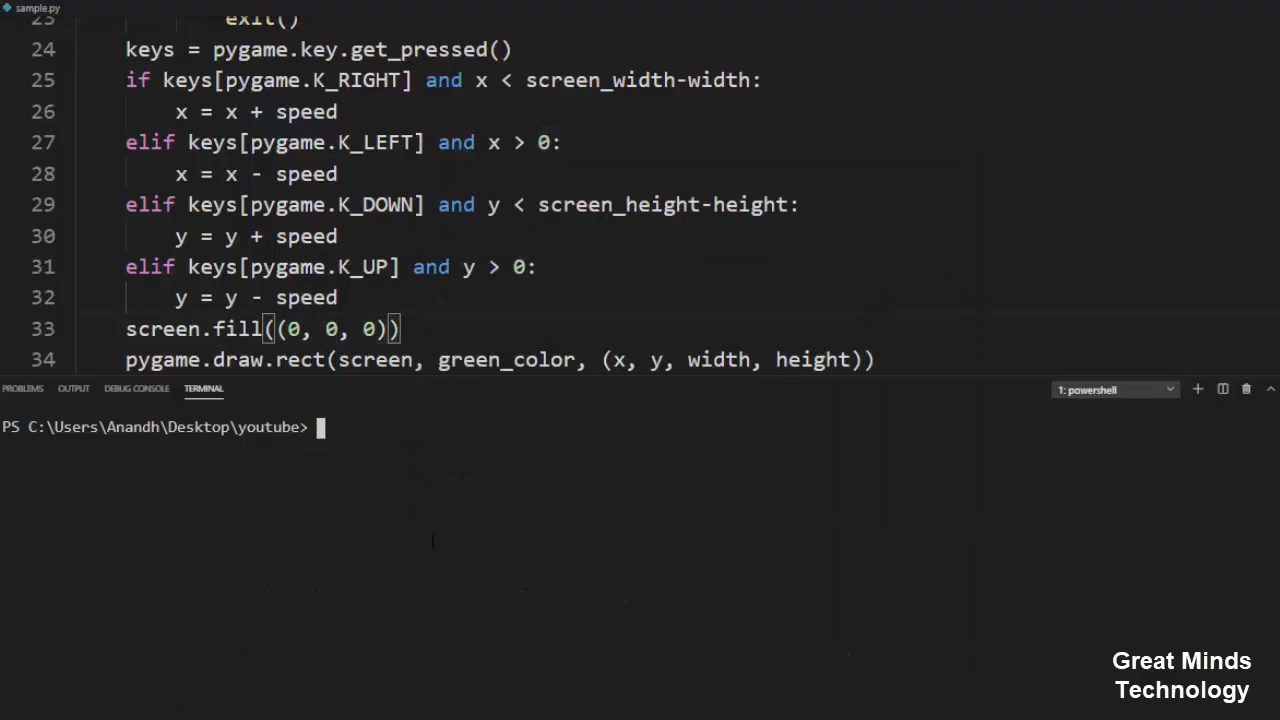 sample.py
23 exit()
24 keys = pygame.key.get_pressed()
25 if keys[pygame.K_RIGHT] and x < screen_width-width:
26 x = x + speed
27 elif keys[pygame.K_LEFT] and x > 0:
28 x = x - speed
29 elif keys[pygame.K_DOWN] and y < screen_height-height:
30 y = y + speed
31 elif keys[pygame.K_UP] and y > 0:
32 y = y - speed
33 screen.fill((0, 0, 0))
34 pygame.draw.rect(screen, green_color, (x, y, width, height))
PROBLEMS OUTPUT DEBUG CONSOLE TERMINAL 1: powershell
PS C:\Users\Anandh\Desktop\youtube>
Great Minds
Technology